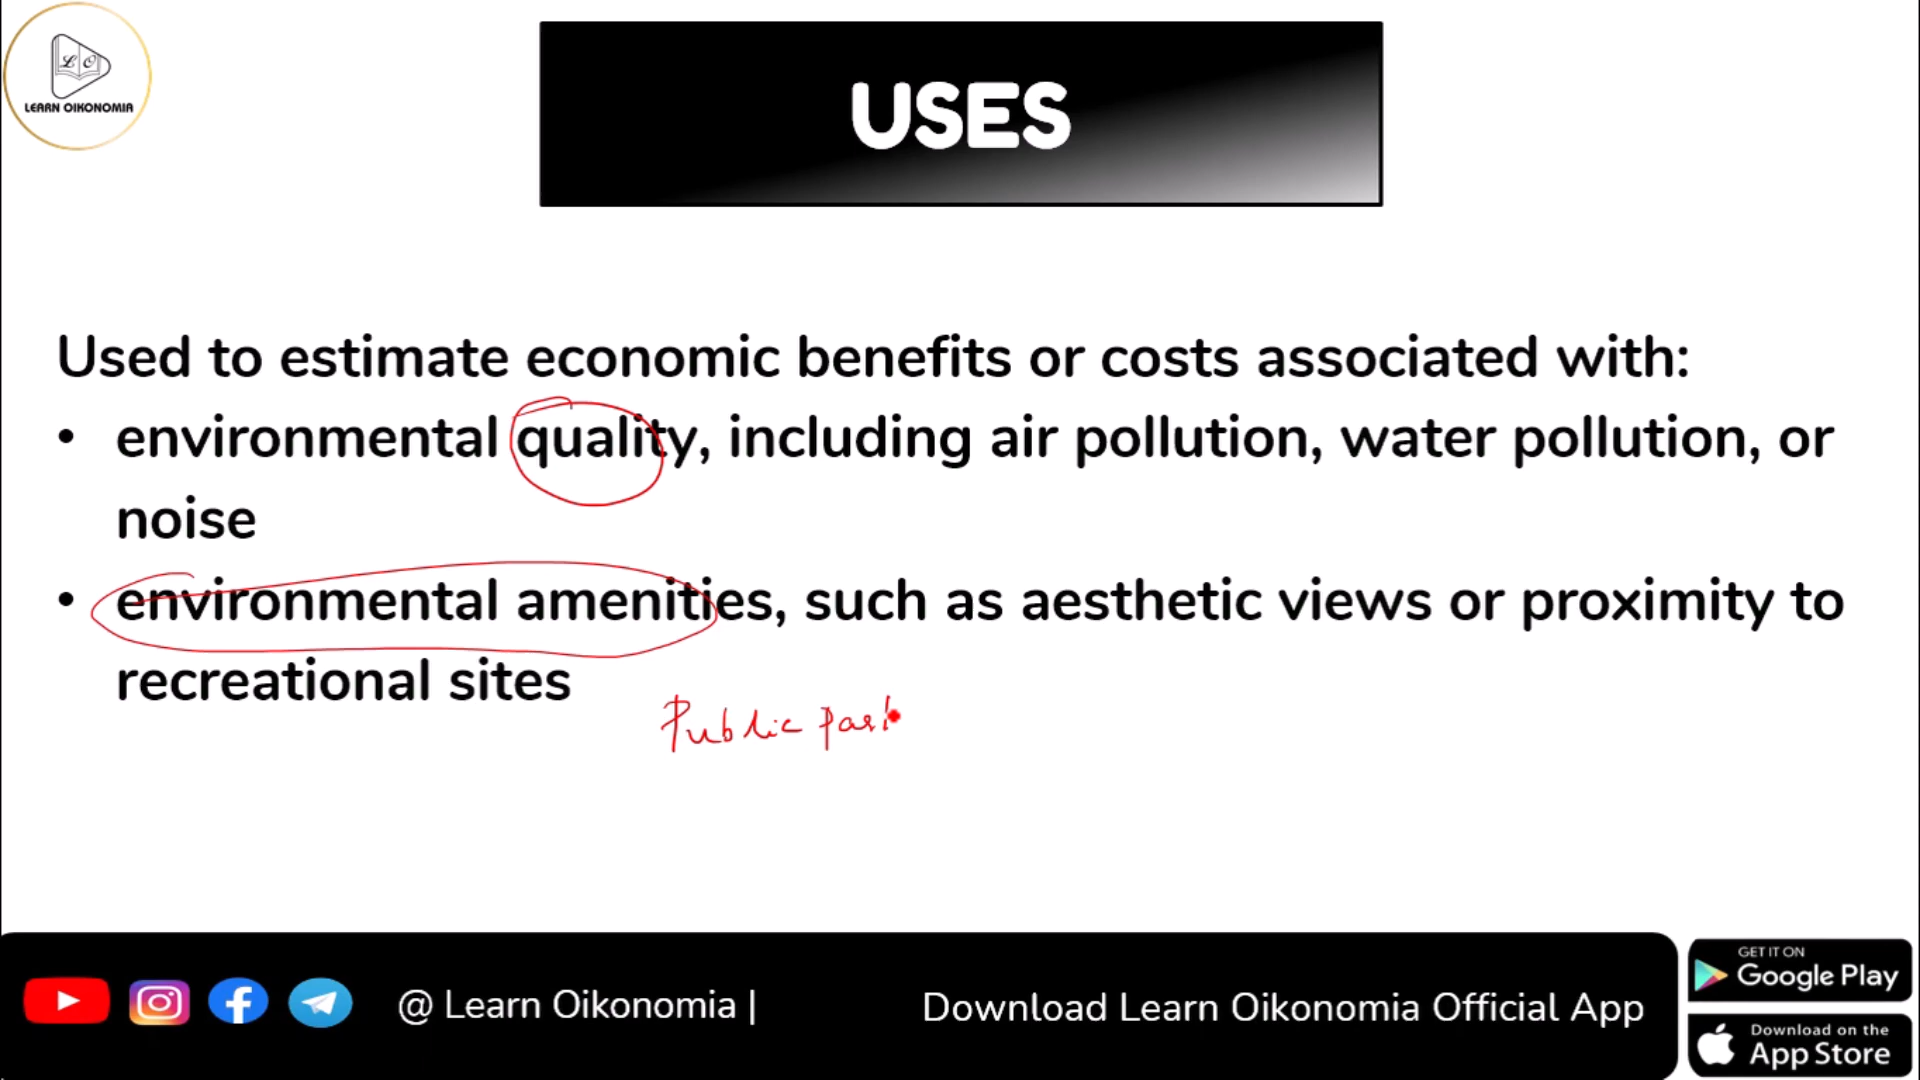 LO
LEARN OIKONOMIA
USES
Used to estimate economic benefits or costs associated with:
• environmental quality, including air pollution, water pollution, or
noise
• environmental amenities, such as aesthetic views or proximity to
recreational sites
Public park
@ Learn Oikonomia |
Download Learn Oikonomia Official App
GET IT ON
Google Play
Download on the
App Store